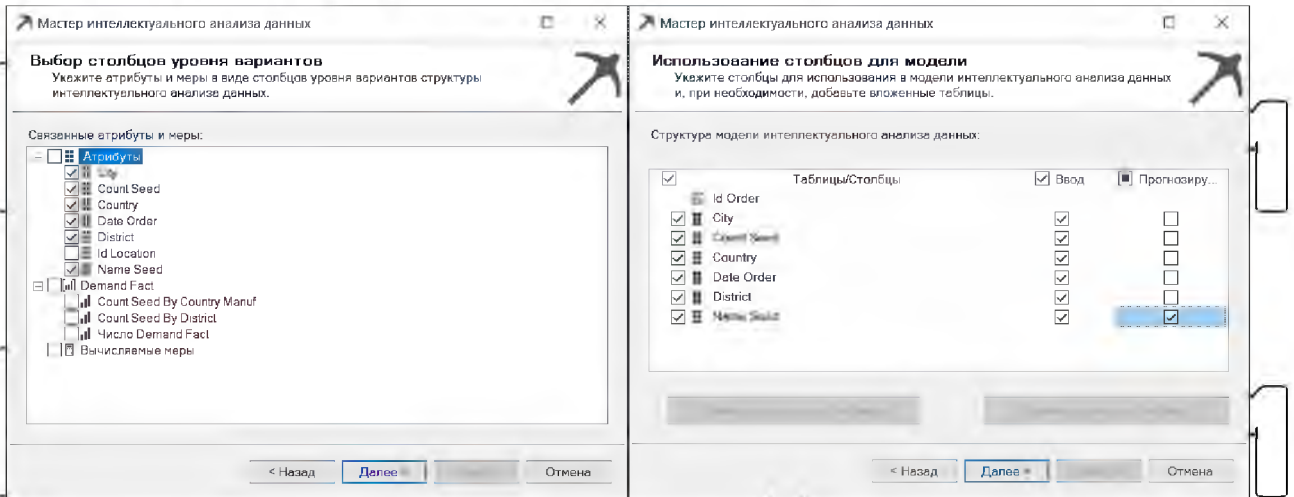 Мастер интеллектуального анализа данных
Выбор столбцов уровня вариантов
Укажите атрибуты и меры в виде столбцов уровня вариантов структуры
интеллектуального анализа данных.
Связанные атрибуты и меры:
Атрибуты
City
Count Seed
Country
Date Order
District
Id Location
Name Seed
Demand Fact
Count Seed By Country Manuf
Count Seed By District
Число Demand Fact
Вычисляемые меры
< Назад
Далее
Отмена
Мастер интеллектуального анализа данных
Использование столбцов для модели
Укажите столбцы для использования в модели интеллектуального анализа данных
и, при необходимости, добавьте вложенные таблицы.
Структура модели интеллектуального анализа данных:
Таблицы/Столбцы Ввод Прогнозиру...
Id Order
City
Count Seed
Country
Date Order
District
Name Seed
< Назад
Далее
Отмена